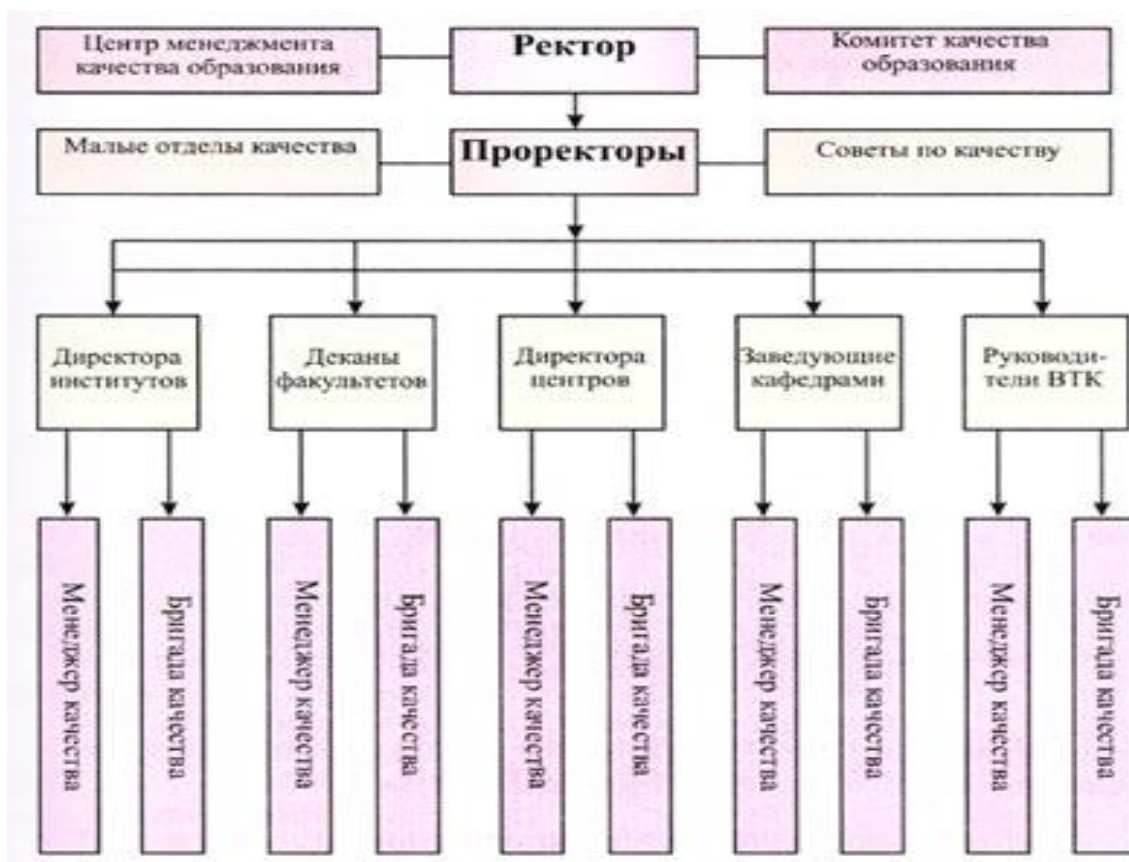 Центр менеджмента
качества образования
Ректор
Комитет качества
образования
Малые отделы качества
Проректоры
Советы по качеству
Директора
институтов
Деканы
факультетов
Директора
центров
Заведующие
кафедрами
Руководи-
тели ВТК
Менеджер качества
Бригада качества
Менеджер качества
Бригада качества
Менеджер качества
Бригада качества
Менеджер качества
Бригада качества
Менеджер качества
Бригада качества